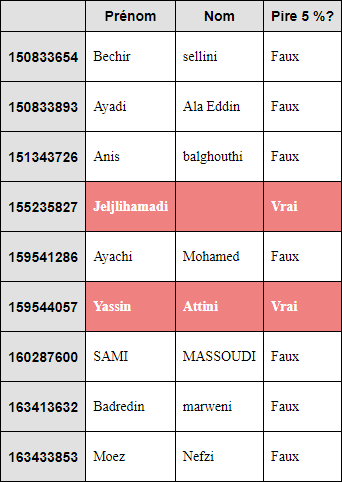 Prénom Nom Pire 5 %?
150833654 Bechir sellini Faux
150833893 Ayadi Ala Eddin Faux
151343726 Anis balghouthi Faux
155235827 Jeljlihamadi Vrai
159541286 Ayachi Mohamed Faux
159544057 Yassin Attini Vrai
160287600 SAMI MASSOUDI Faux
163413632 Badredin marweni Faux
163433853 Moez Nefzi Faux